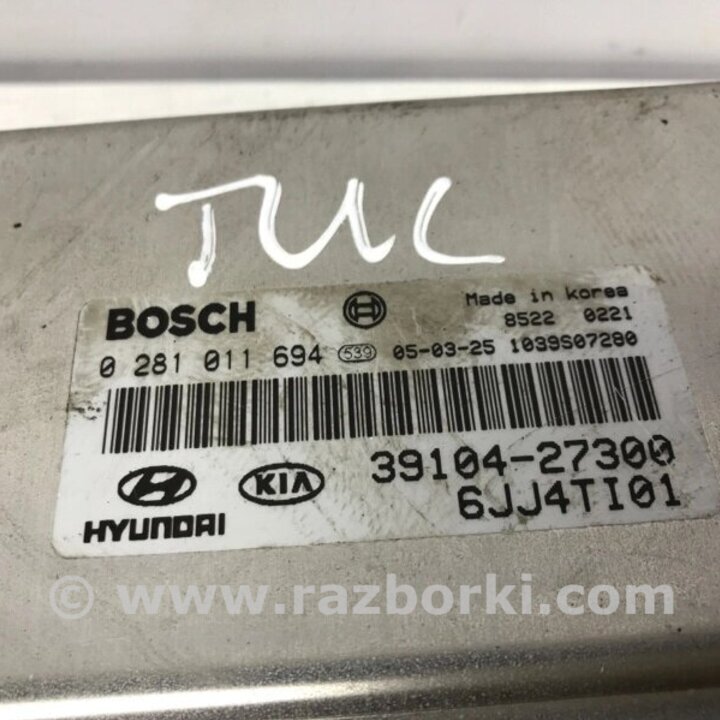 TUC
BOSCH
Made in Korea
8522 0221
0 281 011 694 539 05-03-25 1039S07280
39104-27300
HYUNDAI KIA 6JJ4TI01
© www.razborki.com